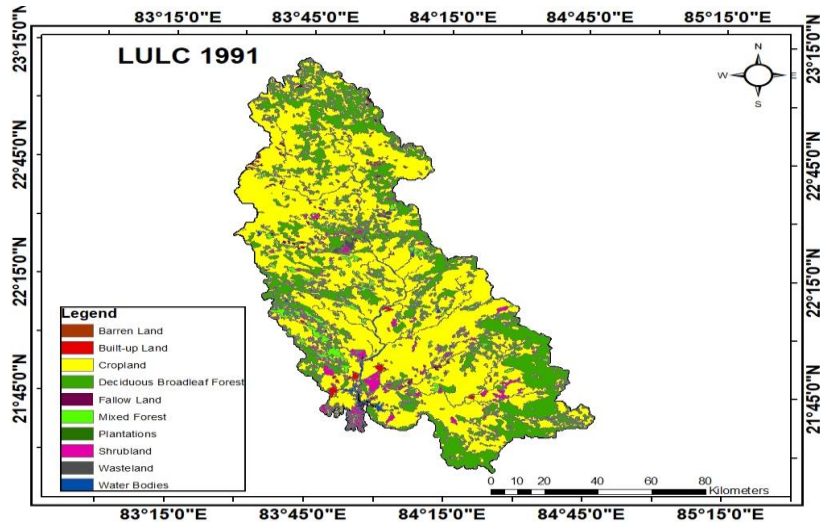 83°15'0"E 83°45'0"E 84°15'0"E 84°45'0"E 85°15'0"E
LULC 1991
N
W E
S
23°15'0"N 23°15'0"N
22°45'0"N 22°45'0"N
22°15'0"N 22°15'0"N
21°45'0"N 21°45'0"N
Legend
Barren Land
Built-up Land
Cropland
Deciduous Broadleaf Forest
Fallow Land
Mixed Forest
Plantations
Shrubland
Wasteland
Water Bodies
0 5 10 20 40 60 80
Kilometers
83°15'0"E 83°45'0"E 84°15'0"E 84°45'0"E 85°15'0"E